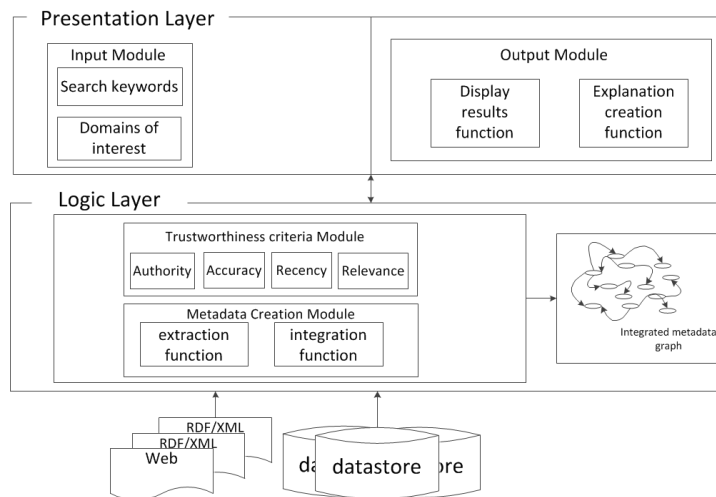 Presentation Layer
Input Module
Search keywords
Domains of
interest
Output Module
Display
results
function
Explanation
creation
function
Logic Layer
Trustworthiness criteria Module
Authority
Accuracy
Recency
Relevance
Metadata Creation Module
extraction
function
integration
function
Integrated metadata
graph
RDF/XML
RDF/XML
Web
da
datastore
ore